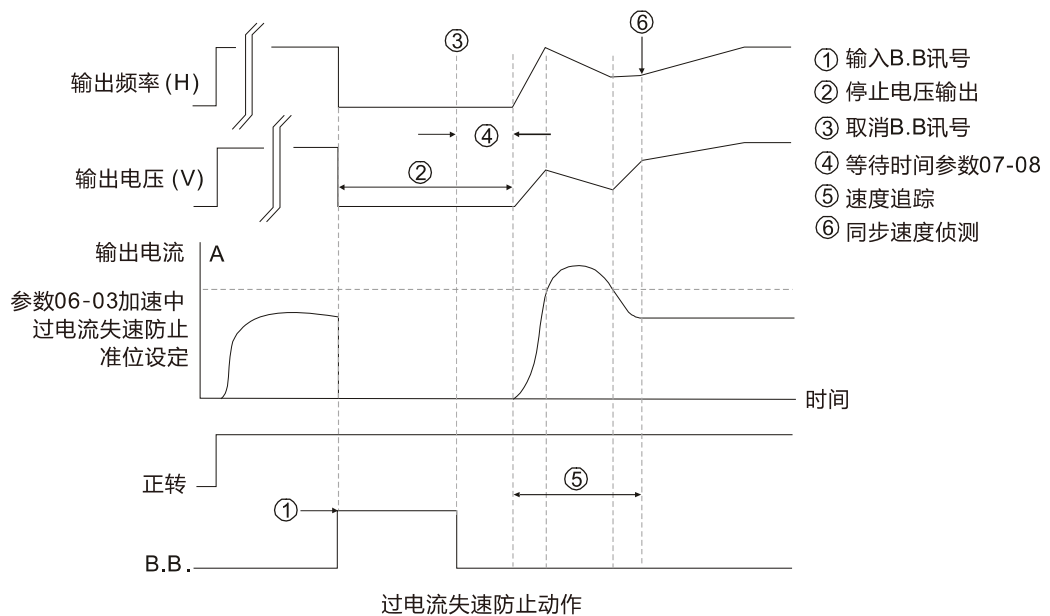 ⑥
③
输出频率(H)
④
输出电压(V)
②
① 输入B.B讯号
② 停止电压输出
③ 取消B.B讯号
④ 等待时间参数07-08
⑤ 速度追踪
⑥ 同步速度侦测
输出电流
A
参数06-03加速中
过电流失速防止
准位设定
时间
正转
⑤
①
B.B.
过电流失速防止动作